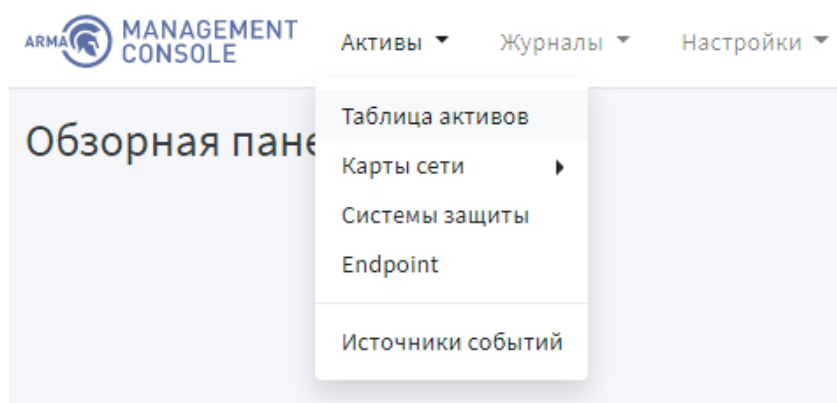 ARMA MANAGEMENT CONSOLE
Активы Журналы Настройки
Обзорная пане
Таблица активов
Карты сети
Системы защиты
Endpoint
Источники событий